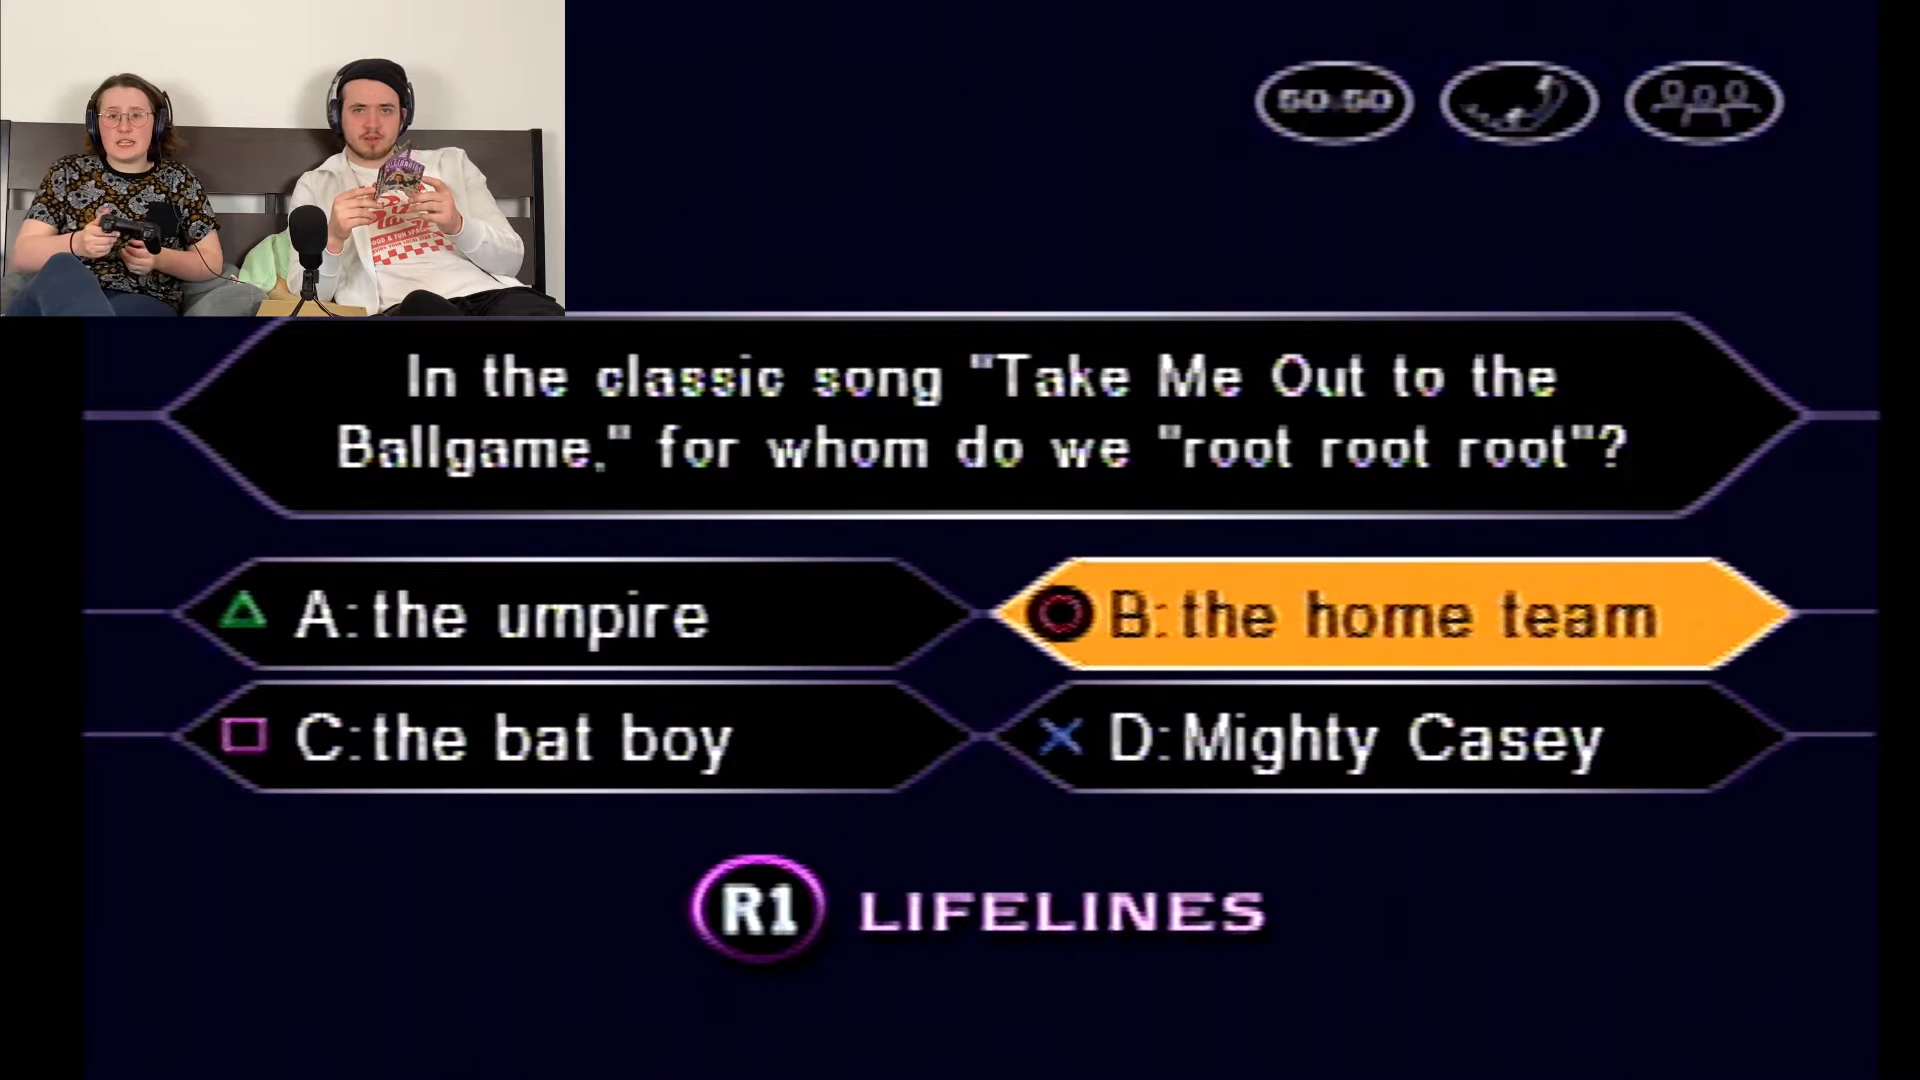 50:50
In the classic song "Take Me Out to the
Ballgame," for whom do we "root root root"?
A: the umpire
B: the home team
C: the bat boy
D: Mighty Casey
R1 LIFELINES